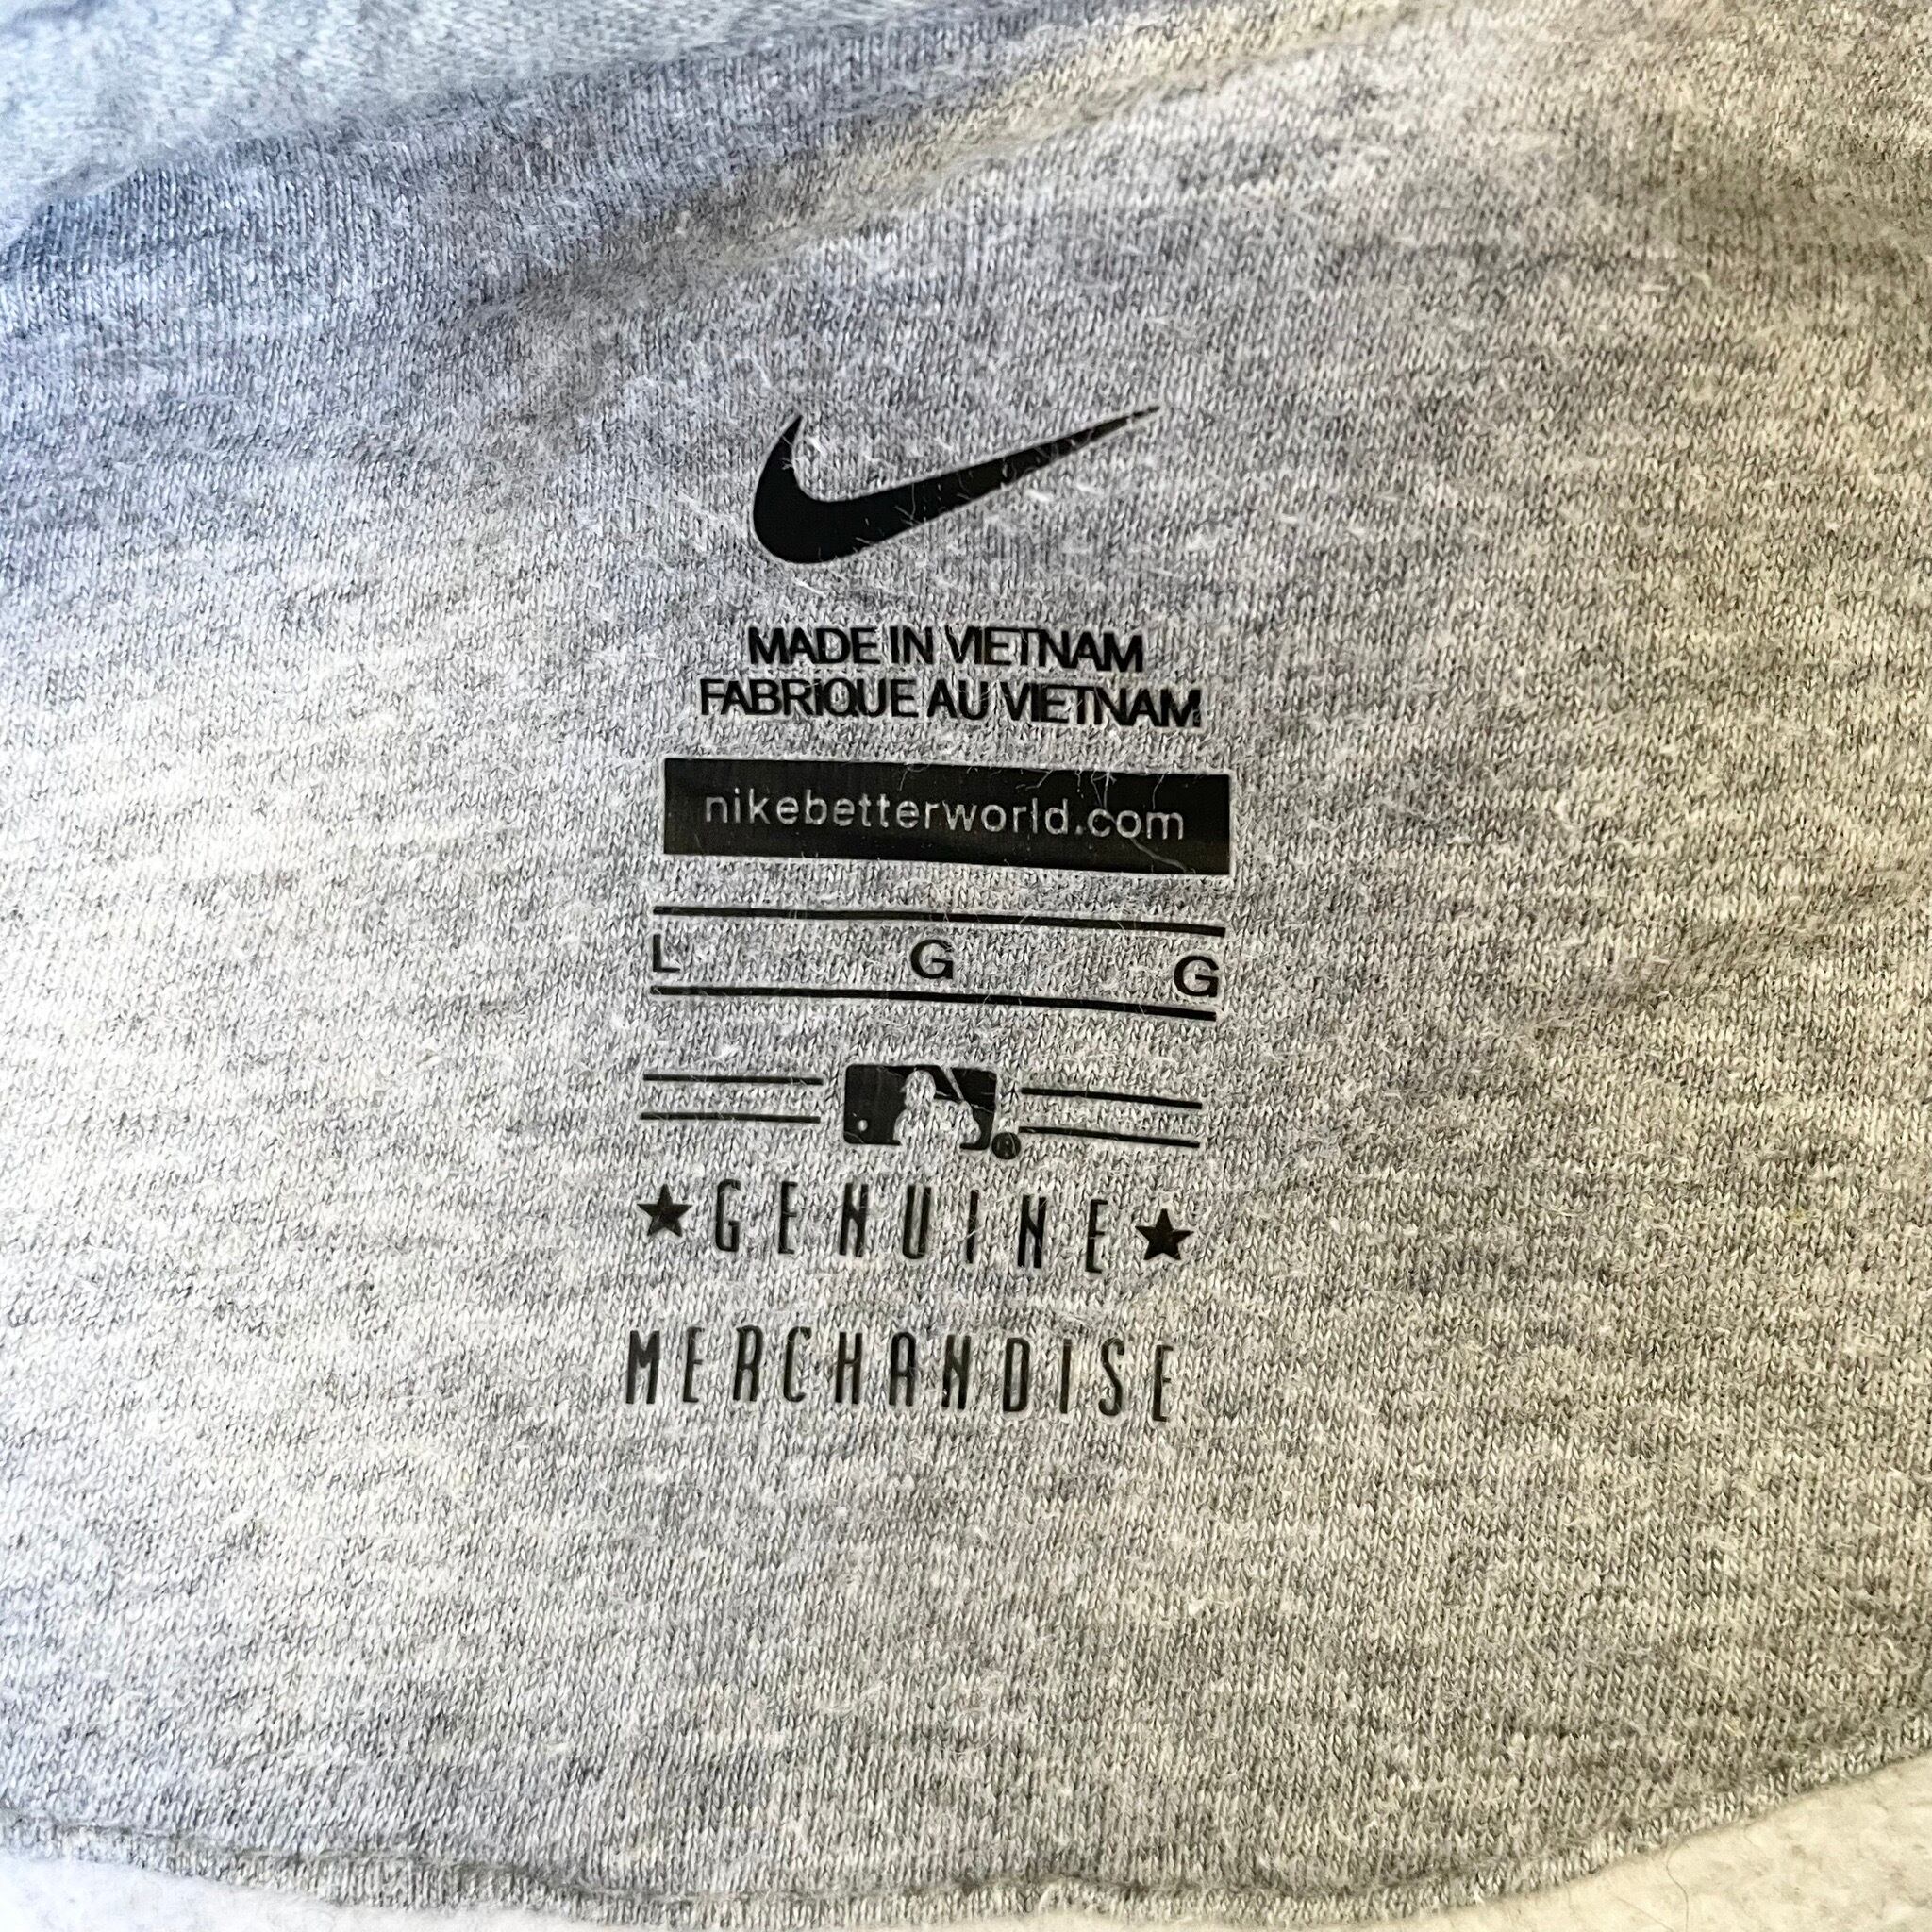 MADE IN VIETNAM
FABRIQUE AU VIETNAM
nikebetterworld.com
L G G
®
★GENUINE★
MERCHANDISE